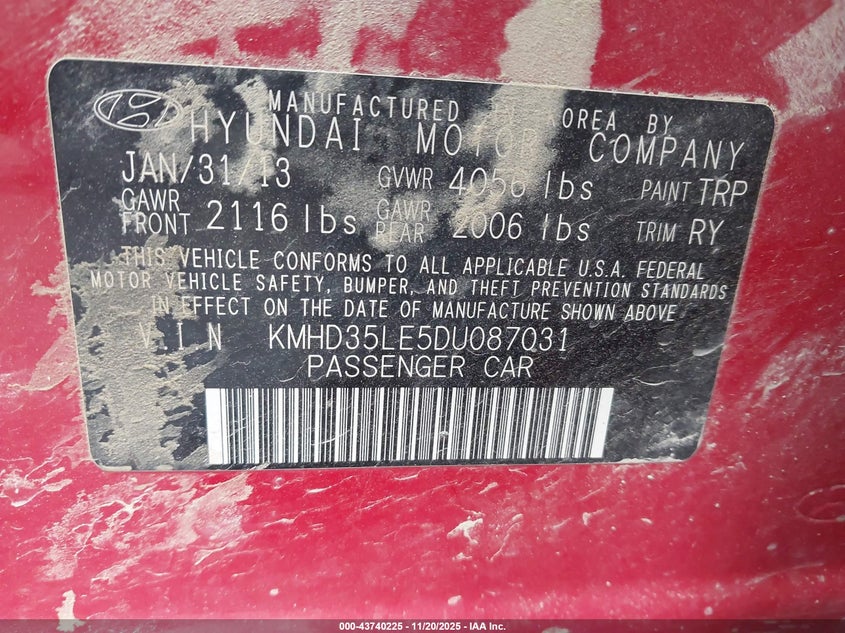 MANUFACTURED IN KOREA BY
HYUNDAI MOTOR COMPANY
JAN/31/13 GVWR 4056 lbs PAINT TRP
GAWR FRONT 2116 lbs GAWR REAR 2006 lbs TRIM RY
THIS VEHICLE CONFORMS TO ALL APPLICABLE U.S.A. FEDERAL
MOTOR VEHICLE SAFETY, BUMPER, AND THEFT PREVENTION STANDARDS
IN EFFECT ON THE DATE OF MANUFACTURE SHOWN ABOVE
V.I.N KMHD35LE5DU087031
PASSENGER CAR
000-43740225 - 11/20/2025 - IAA Inc.